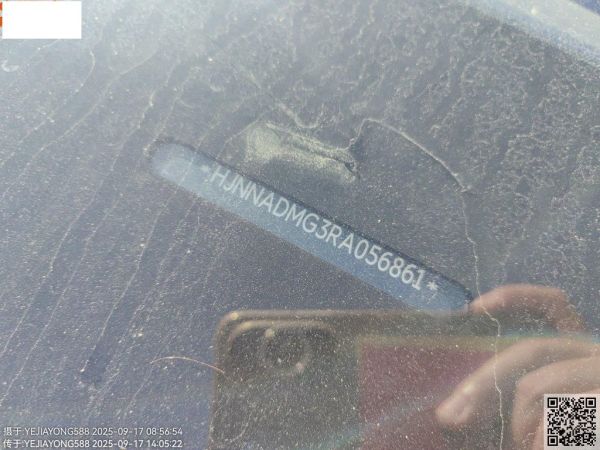 *HJNNADMG3RA056861*
摄于 YEJIAYONG588 2025-09-17 08:56:54
传于:YEJIAYONG588 2025-09-17 14:05:22